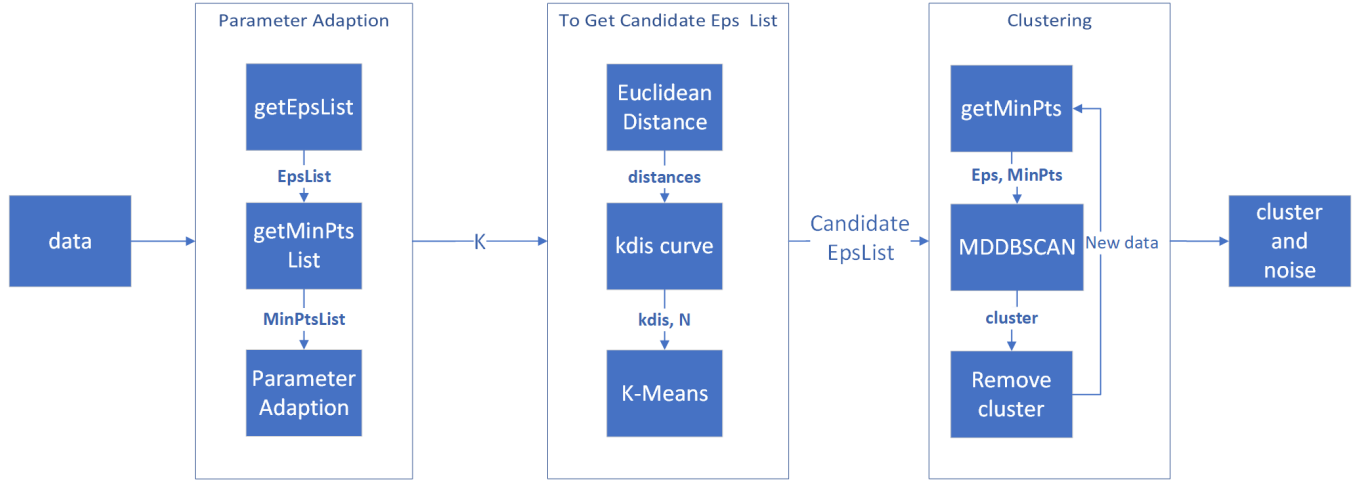 data
Parameter Adaption
getEpsList
EpsList
getMinPts
List
MinPtsList
Parameter
Adaption
K
To Get Candidate Eps List
Euclidean
Distance
distances
kdis curve
kdis, N
K-Means
Candidate
EpsList
Clustering
getMinPts
Eps, MinPts
MDDBSCAN
New data
cluster
Remove
cluster
cluster
and
noise